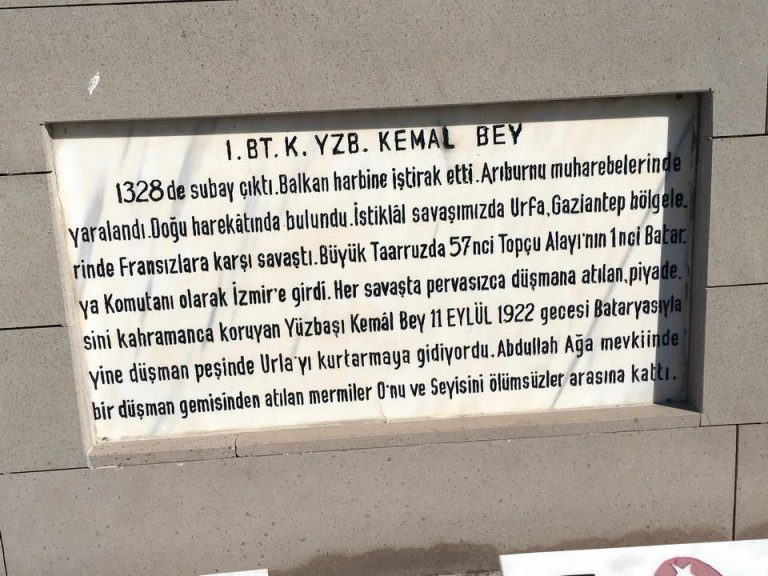 1. BT. K. YZB. KEMAL BEY
1328 de subay çıktı. Balkan harbine iştirak etti. Arıburnu muharebelerinde
yaralandı. Doğu harekâtında bulundu. İstiklâl savaşımızda Urfa, Gaziantep bölgele-
rinde Fransızlara karşı savaştı. Büyük Taarruzda 57nci Topçu Alayı'nın 1nci Batar-
ya Komutanı olarak İzmir'e girdi. Her savaşta pervasızca düşmana atılan, piyade-
sini kahramanca koruyan Yüzbaşı Kemâl Bey 11 EYLÜL 1922 gecesi Bataryasıyla
yine düşman peşinde Urla'yı kurtarmaya gidiyordu. Abdullah Ağa mevkiinde
bir düşman gemisinden atılan mermiler O'nu ve Seyisini ölümsüzler arasına kattı.